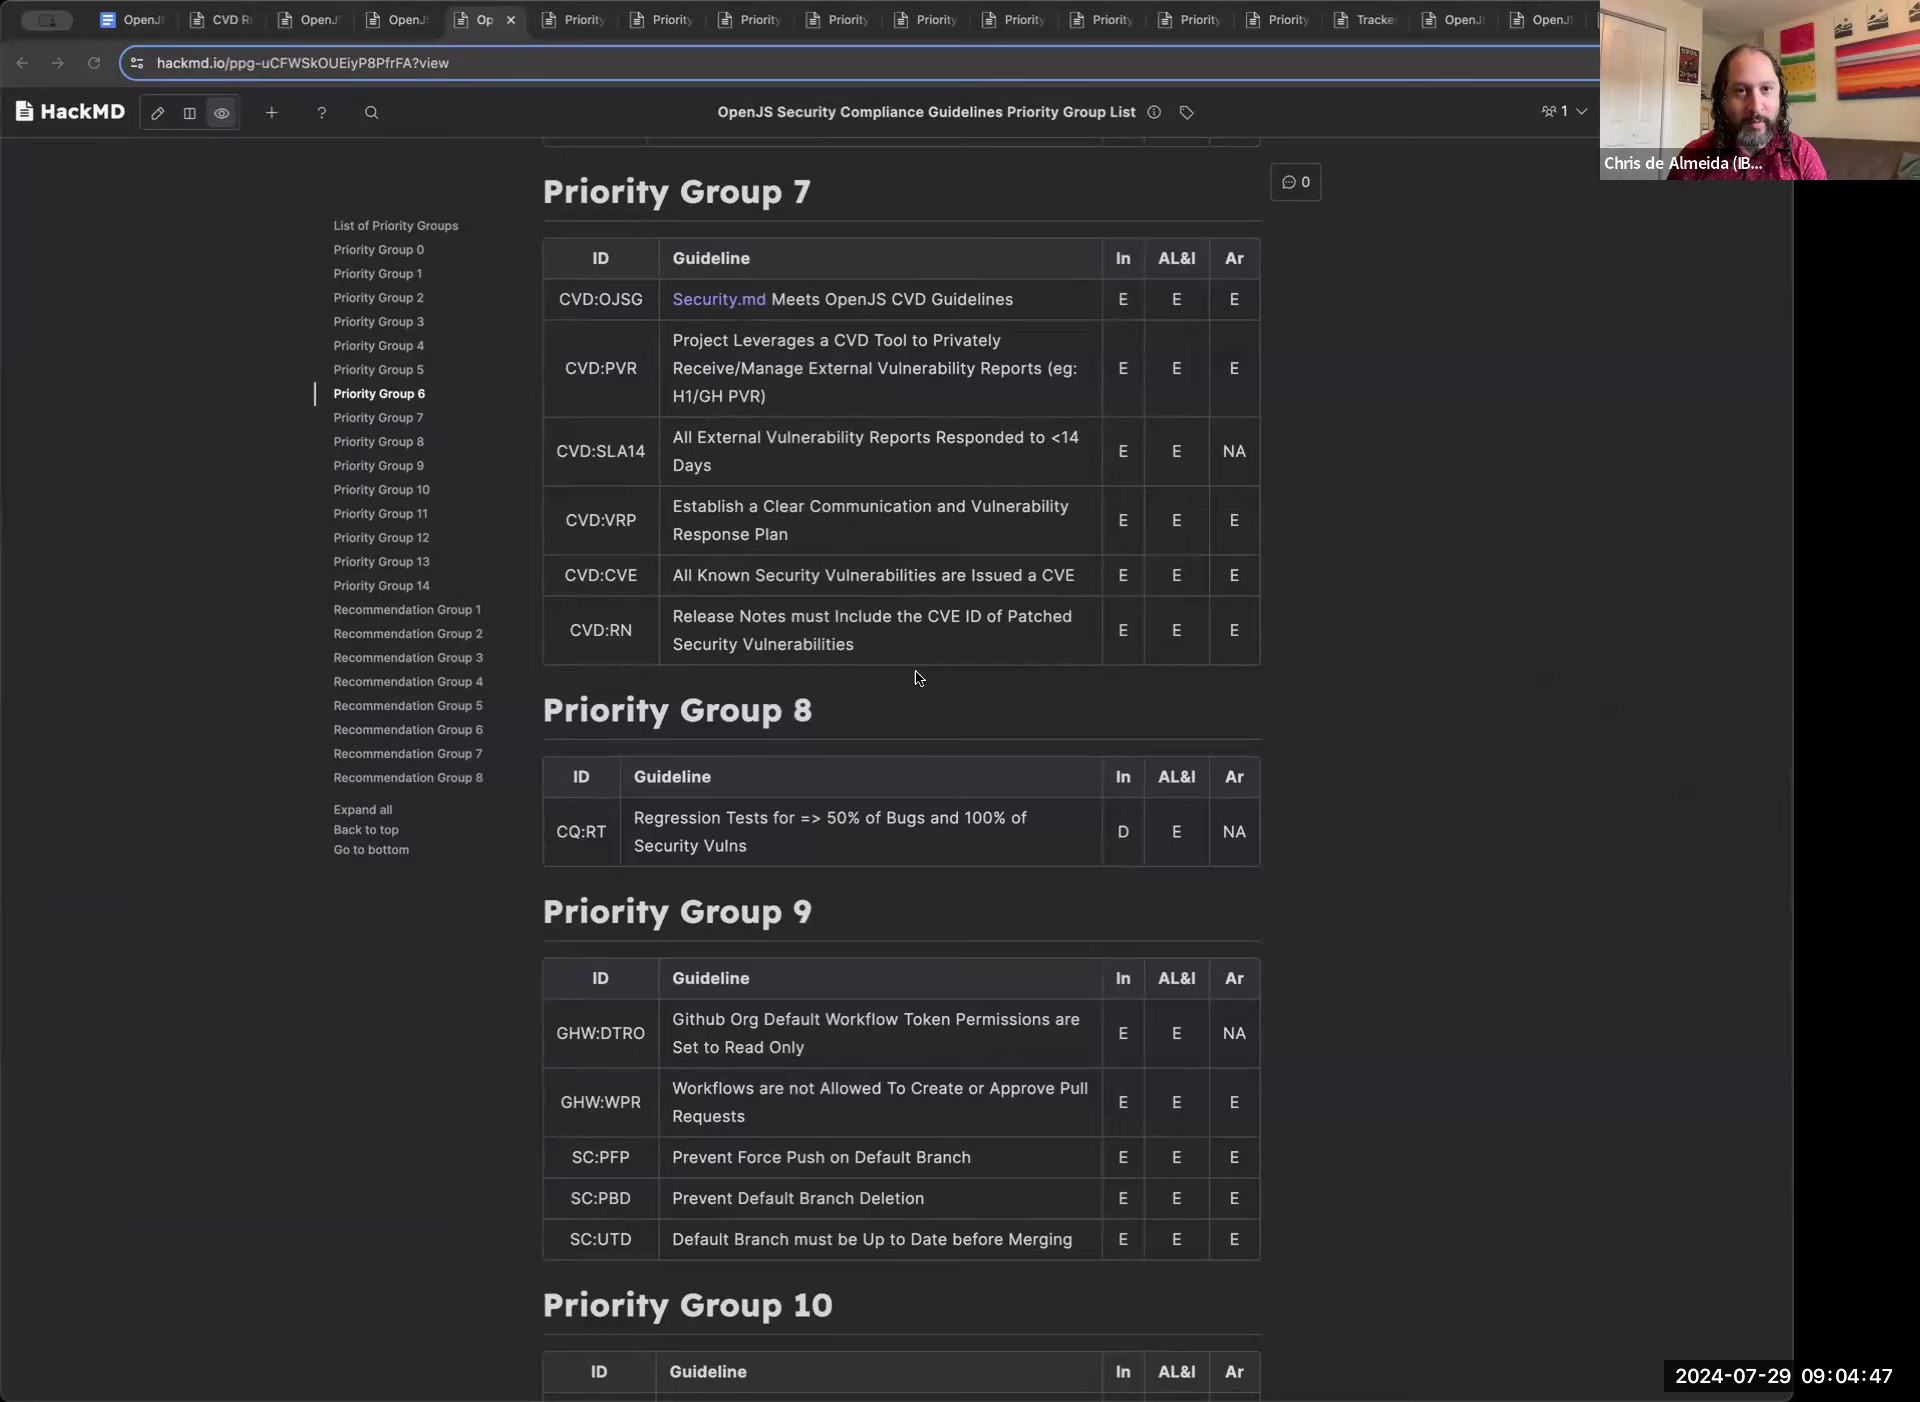 OpenJ
CVD R
OpenJ
OpenJ
Op
Priority
Priority
Priority
Priority
Priority
Priority
Priority
Priority
Priority
Tracke
OpenJ
OpenJ
hackmd.io/ppg-uCFWSkOUEiyP8PfrFA?view
HackMD
+
?
OpenJS Security Compliance Guidelines Priority Group List
1
Chris de Almeida (IB...
List of Priority Groups
Priority Group 0
Priority Group 1
Priority Group 2
Priority Group 3
Priority Group 4
Priority Group 5
Priority Group 6
Priority Group 7
Priority Group 8
Priority Group 9
Priority Group 10
Priority Group 11
Priority Group 12
Priority Group 13
Priority Group 14
Recommendation Group 1
Recommendation Group 2
Recommendation Group 3
Recommendation Group 4
Recommendation Group 5
Recommendation Group 6
Recommendation Group 7
Recommendation Group 8
Expand all
Back to top
Go to bottom
Priority Group 7
0
ID Guideline In AL&I Ar
CVD:OJSG Security.md Meets OpenJS CVD Guidelines E E E
Project Leverages a CVD Tool to Privately
CVD:PVR Receive/Manage External Vulnerability Reports (eg: E E E
H1/GH PVR)
All External Vulnerability Reports Responded to <14
CVD:SLA14 E E NA
Days
Establish a Clear Communication and Vulnerability
CVD:VRP E E E
Response Plan
CVD:CVE All Known Security Vulnerabilities are Issued a CVE E E E
Release Notes must Include the CVE ID of Patched
CVD:RN E E E
Security Vulnerabilities
Priority Group 8
ID Guideline In AL&I Ar
Regression Tests for => 50% of Bugs and 100% of
CQ:RT D E NA
Security Vulns
Priority Group 9
ID Guideline In AL&I Ar
Github Org Default Workflow Token Permissions are
GHW:DTRO E E NA
Set to Read Only
Workflows are not Allowed To Create or Approve Pull
GHW:WPR E E E
Requests
SC:PFP Prevent Force Push on Default Branch E E E
SC:PBD Prevent Default Branch Deletion E E E
SC:UTD Default Branch must be Up to Date before Merging E E E
Priority Group 10
ID Guideline In AL&I Ar
2024-07-29 09:04:47